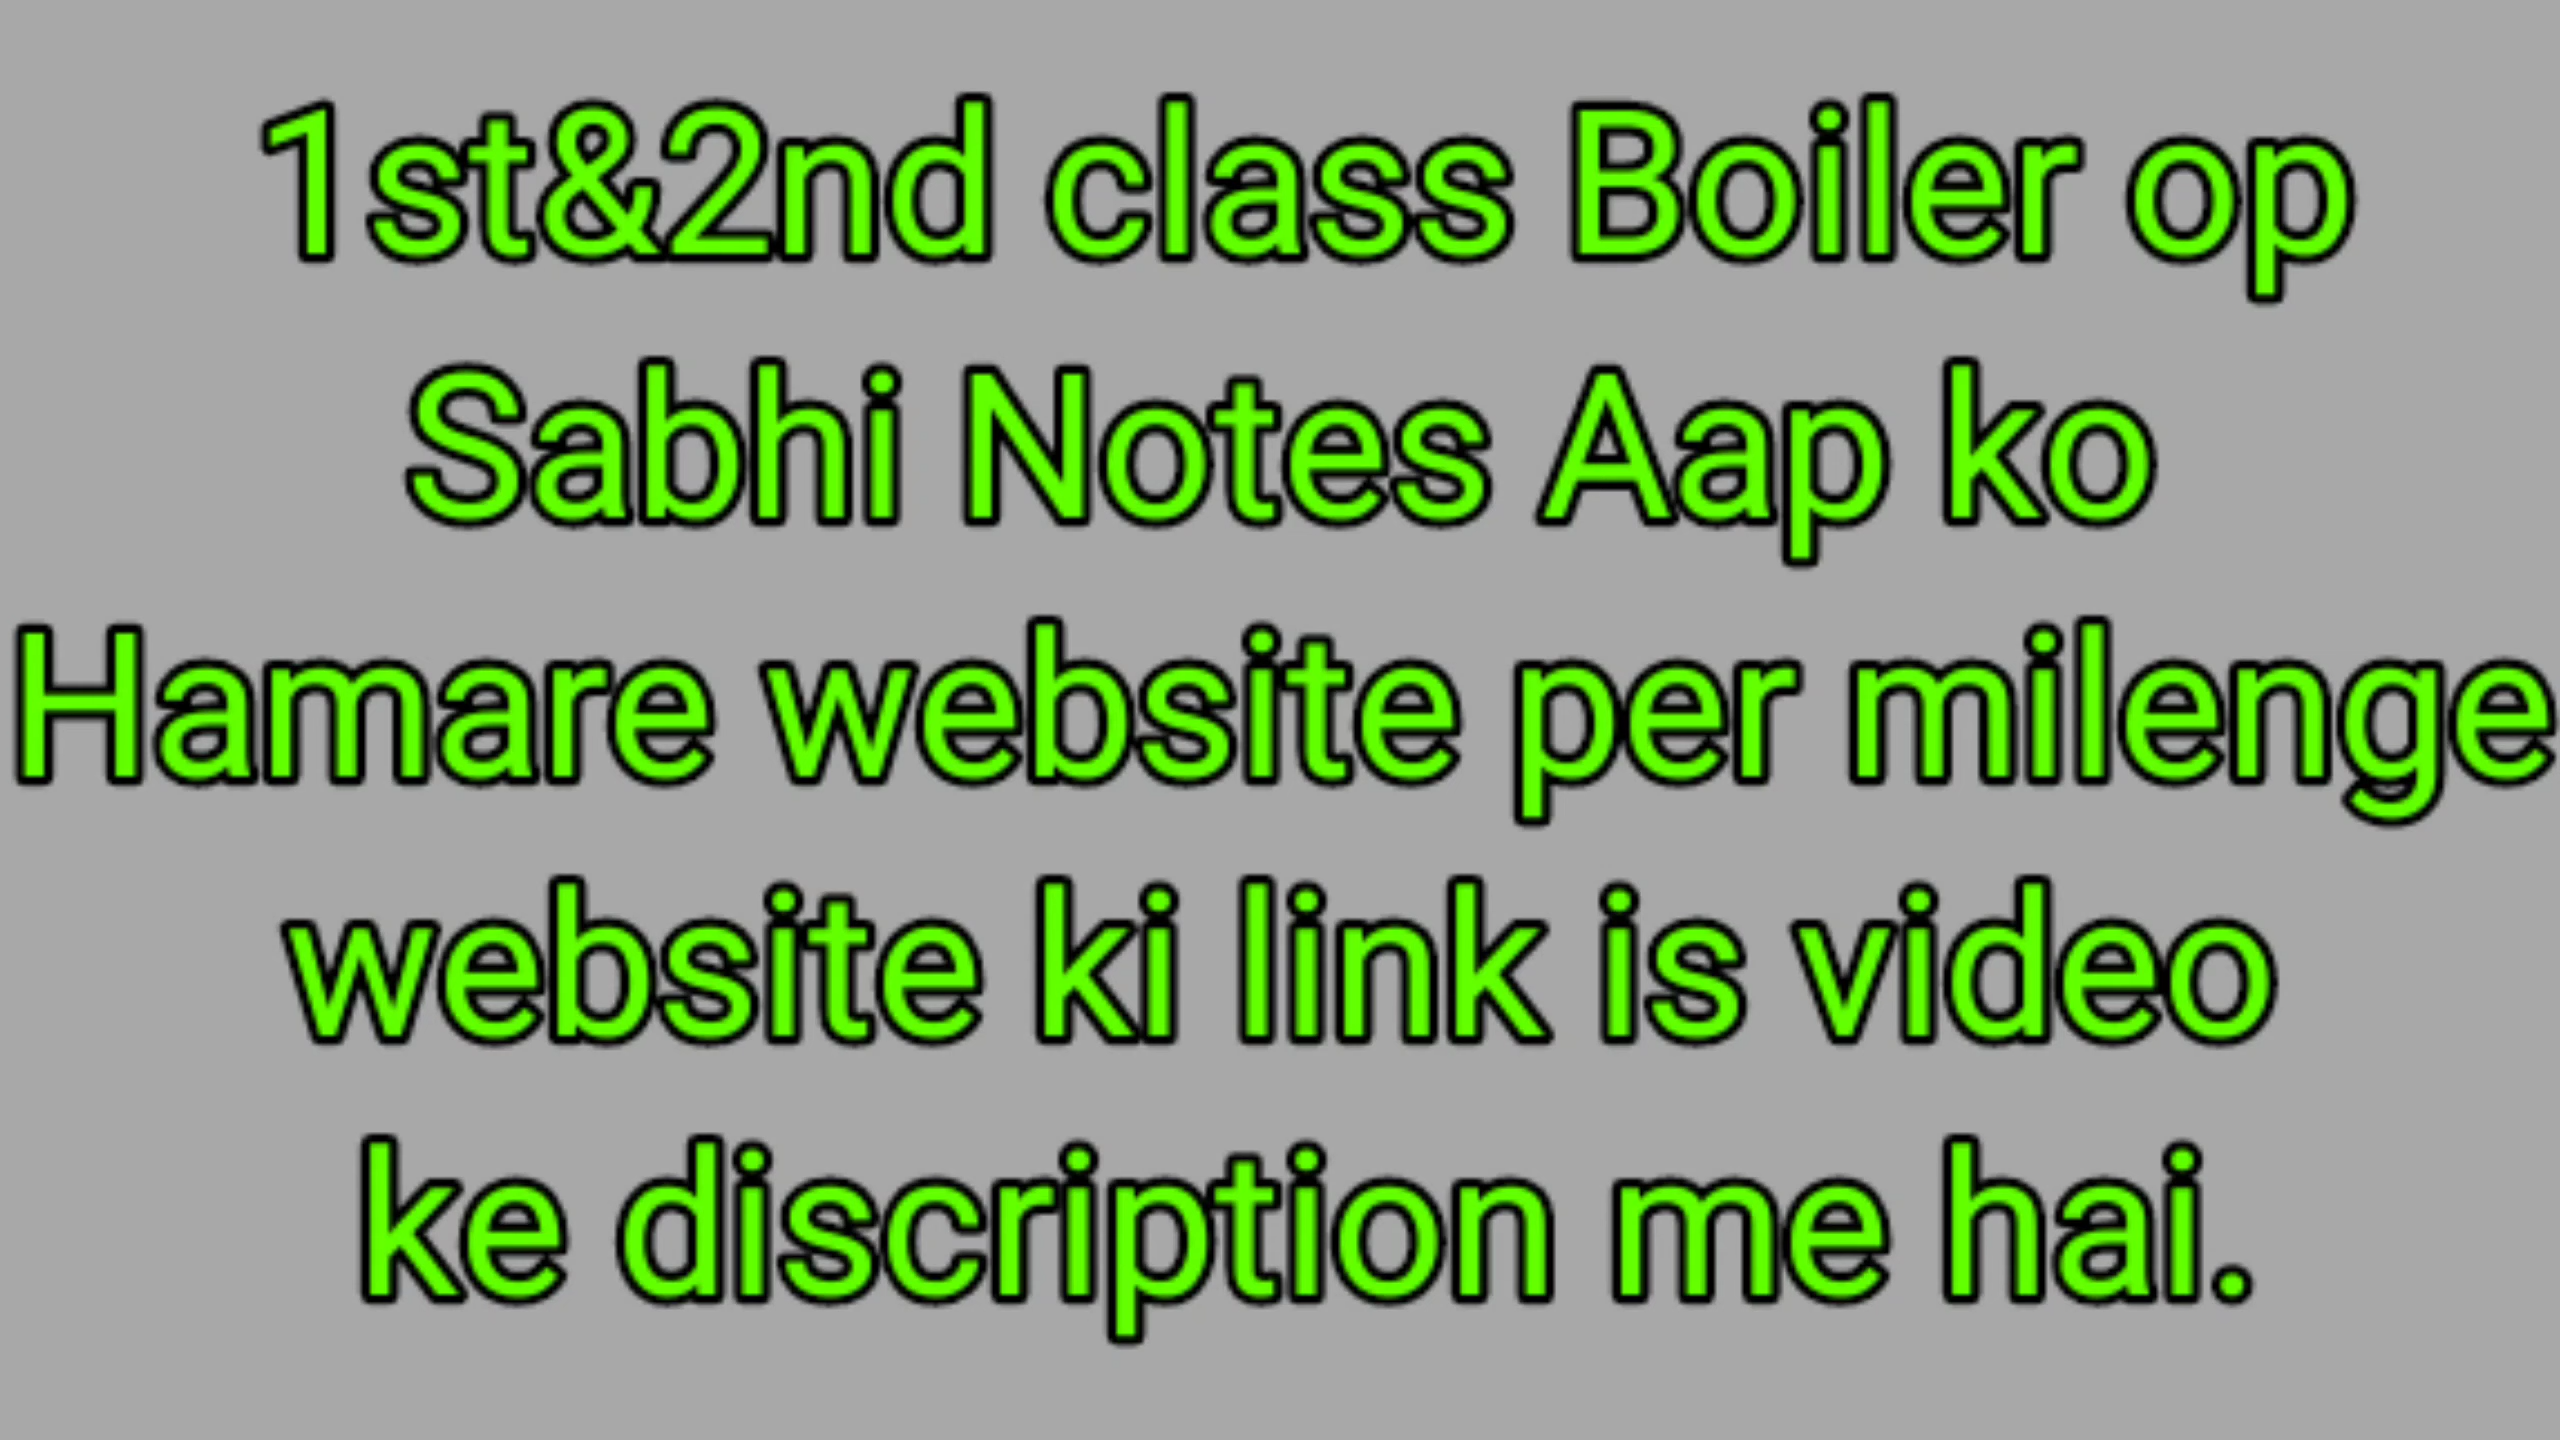 1st&2nd class Boiler op
Sabhi Notes Aap ko
Hamare website per milenge
website ki link is video
ke discription me hai.